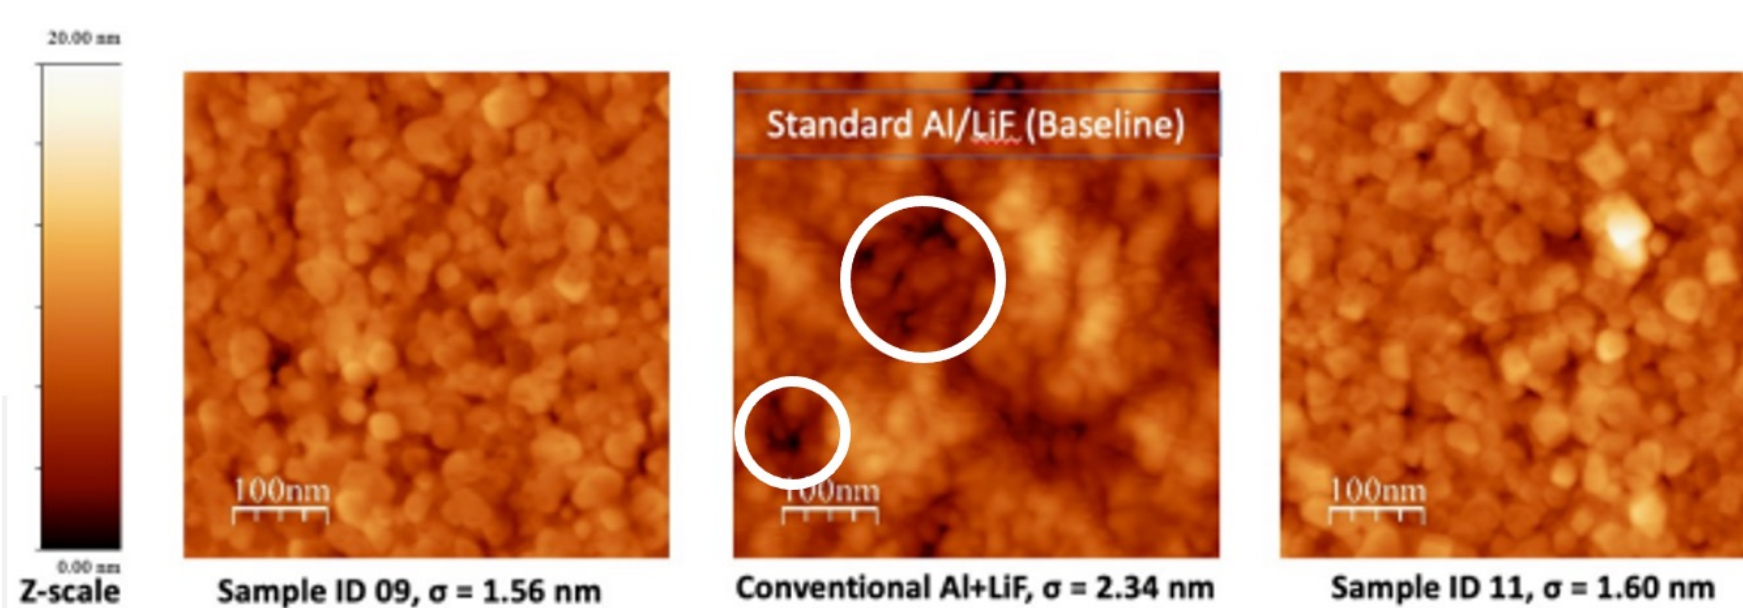 20.00 nm
Standard Al/LiF (Baseline)
100nm
100nm
100nm
0.00 nm
Z-scale
Sample ID 09, σ = 1.56 nm
Conventional Al+LiF, σ = 2.34 nm
Sample ID 11, σ = 1.60 nm